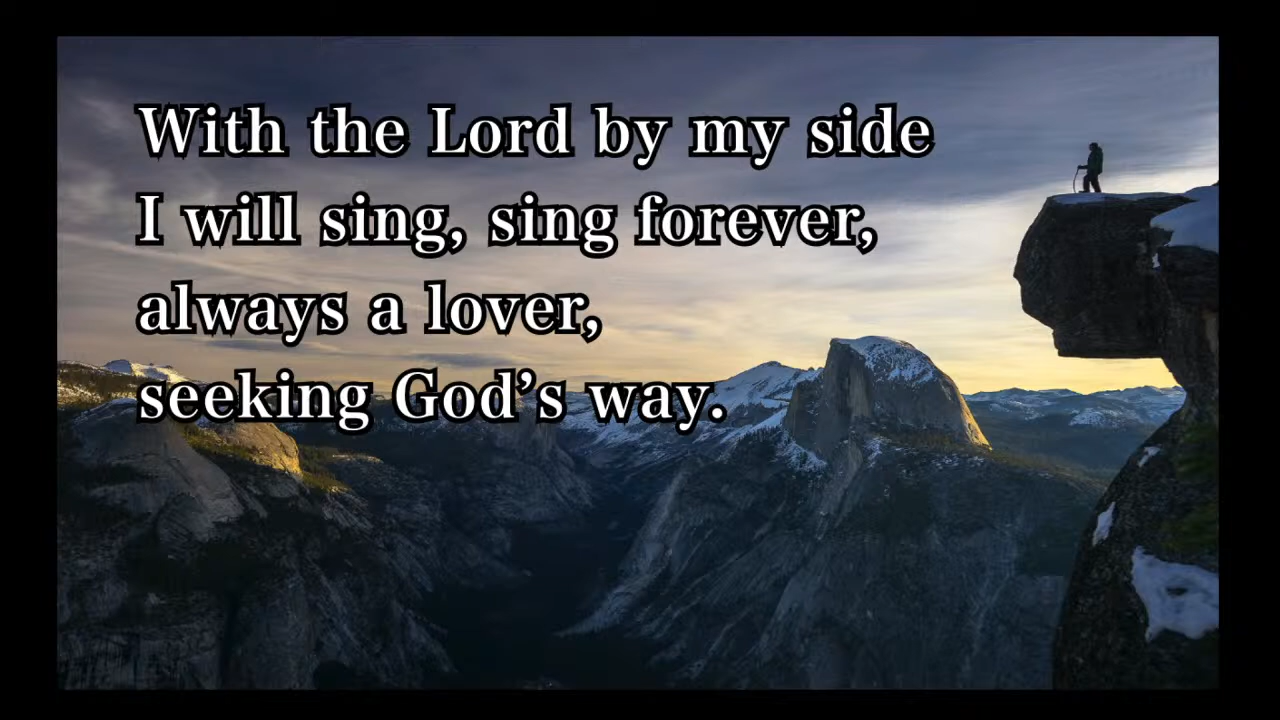 With the Lord by my side
I will sing, sing forever,
always a lover,
seeking God’s way.